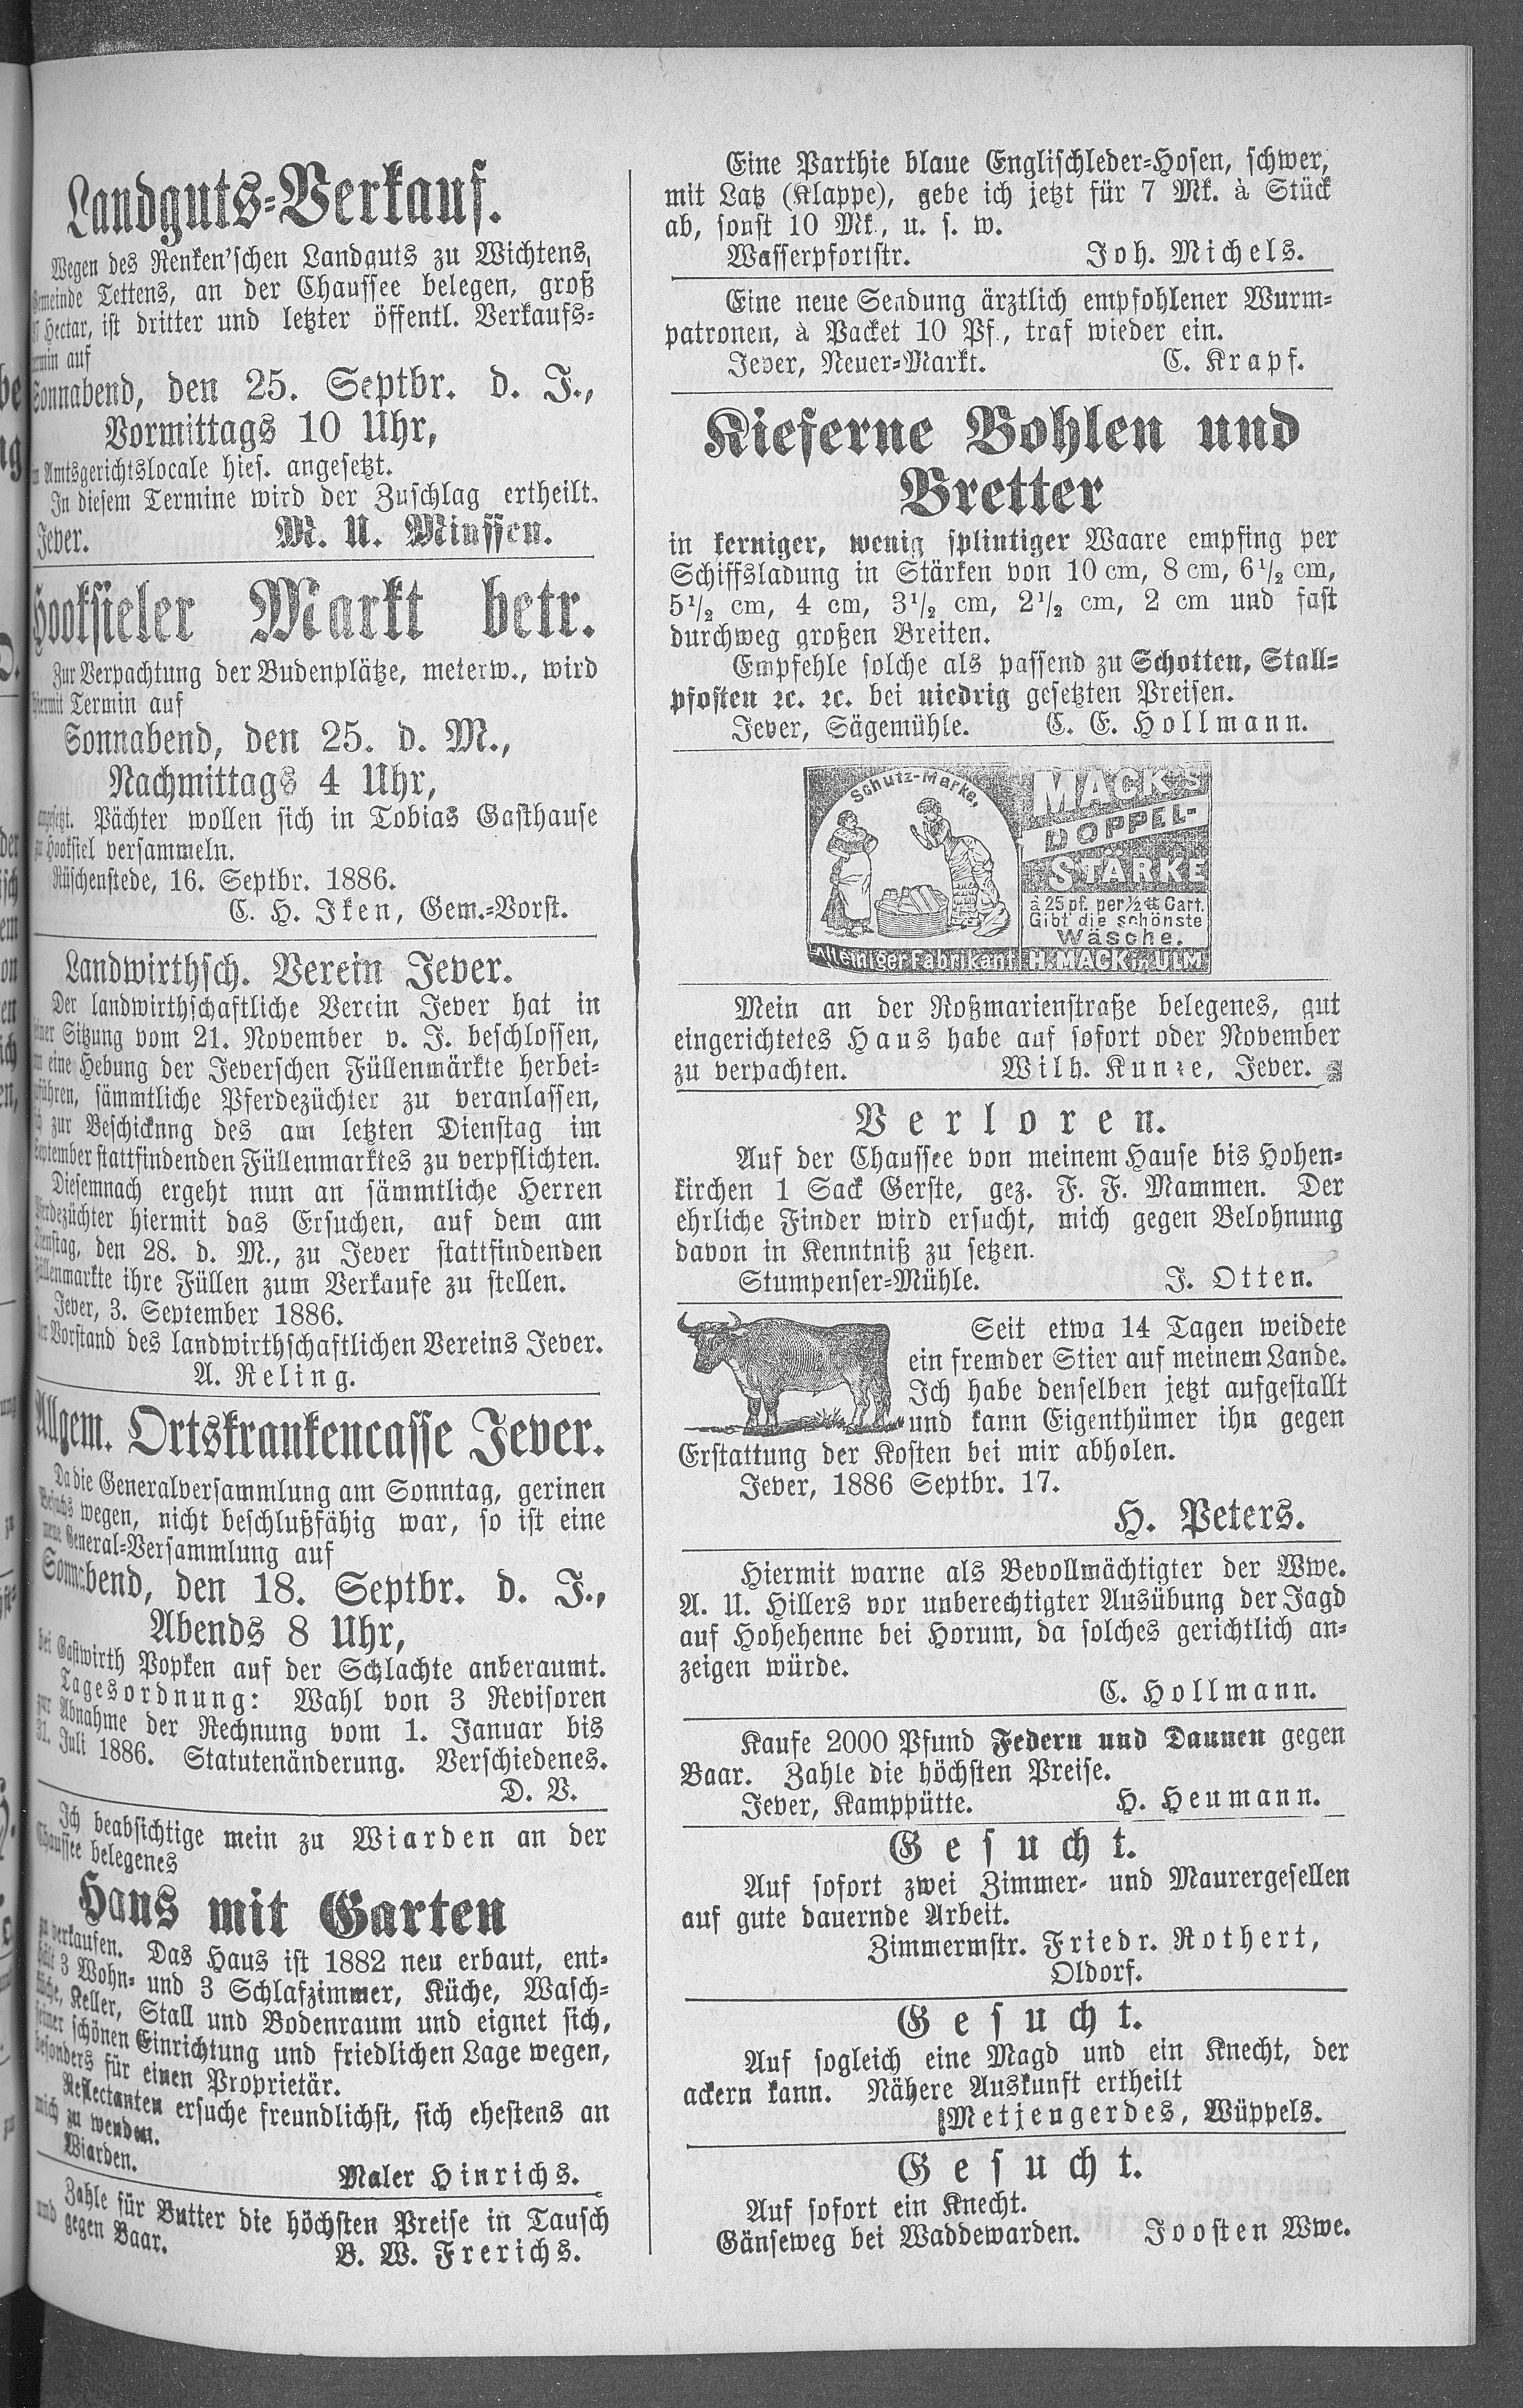 Landguts-Verkauf.
Wegen des Renken'schen Landguts zu Wichtens,
Gemeinde Tettens, an der Chaussee belegen, groß
Hectar, ist dritter und letzter öffentl. Verkaufs-
termin auf
Sonnabend, den 25. Septbr. d. J.,
Vormittags 10 Uhr,
im Amtsgerichtslocale hies. angesetzt.
In diesem Termine wird der Zuschlag ertheilt.
Jever. M. U. Minssen.
Hooksieler Markt betr.
Zur Verpachtung der Budenplätze, meterw., wird
hiermit Termin auf
Sonnabend, den 25. d. M.,
Nachmittags 4 Uhr,
angesetzt. Pächter wollen sich in Tobias Gasthause
zu Hooksiel versammeln.
Rüschenstede, 16. Septbr. 1886.
C. H. Iken, Gem.-Vorst.
Landwirthsch. Verein Jever.
Der landwirthschaftliche Verein Jever hat in
einer Sitzung vom 21. November v. J. beschlossen,
um eine Hebung der Jeverschen Füllenmärkte herbei-
zuführen, sämmtliche Pferdezüchter zu veranlassen,
sich zur Beschicknng des am letzten Dienstag im
September stattfindenden Füllenmarktes zu verpflichten.
Diesemnach ergeht nun an sämmtliche Herren
Pferdezüchter hiermit das Ersuchen, auf dem am
Dienstag, den 28. d. M., zu Jever stattfindenden
Füllenmarkte ihre Füllen zum Verkaufe zu stellen.
Jever, 3. September 1886.
Der Vorstand des landwirthschaftlichen Vereins Jever.
A. Reling.
Allgem. Ortskrankencasse Jever.
Da die Generalversammlung am Sonntag, gerinen
Besuchs wegen, nicht beschlußfähig war, so ist eine
neue General-Versammlung auf
Sonnabend, den 18. Septbr. d. J.,
Abends 8 Uhr,
bei Gastwirth Popken auf der Schlachte anberaumt.
Tagesordnung: Wahl von 3 Revisoren
zur Abnahme der Rechnung vom 1. Januar bis
31. Juli 1886. Statutenänderung. Verschiedenes.
D. V.
Ich beabsichtige mein zu Wiarden an der
Chaussee belegenes
Haus mit Garten
zu verkaufen. Das Haus ist 1882 neu erbaut, ent-
hält 3 Wohn- und 3 Schlafzimmer, Küche, Wasch-
küche, Keller, Stall und Bodenraum und eignet sich,
seiner schönen Einrichtung und friedlichen Lage wegen,
besonders für einen Proprietär.
Reflectanten ersuche freundlichst, sich ehestens an
mich zu wenden.
Wiarden. Maler Hinrichs.
Zahle für Butter die höchsten Preise in Tausch
und gegen Baar.
B. W. Frerichs.
Eine Parthie blaue Englischleder-Hosen, schwer,
mit Latz (Klappe), gebe ich jetzt für 7 Mk. à Stück
ab, sonst 10 Mk., u. s. w.
Wasserpfortstr. Joh. Michels.
Eine neue Sendung ärztlich empfohlener Wurm-
patronen, à Packet 10 Pf., traf wieder ein.
Jever, Neuer-Markt. C. Krapf.
Kieferne Bohlen und
Bretter
in kerniger, wenig splintiger Waare empfing per
Schiffsladung in Stärken von 10 cm, 8 cm, 6½ cm,
5½ cm, 4 cm, 3½ cm, 2½ cm, 2 cm und fast
durchweg großen Breiten.
Empfehle solche als passend zu Schotten, Stall-
pfosten ꝛc. ꝛc. bei niedrig gesetzten Preisen.
Jever, Sägemühle. C. E. Hollmann.
Schutz-Marke,
MACK'S
DOPPEL-
STÄRKE
à 25 pf. per ½ ℔ Cart.
Gibt die schönste
Wäsche.
Alleiniger Fabrikant H. MACK in ULM
Mein an der Roßmarienstraße belegenes, gut
eingerichtetes Haus habe auf sofort oder November
zu verpachten. Wilh. Kunze, Jever.
Verloren.
Auf der Chaussee von meinem Hause bis Hohen-
kirchen 1 Sack Gerste, gez. F. F. Mammen. Der
ehrliche Finder wird ersucht, mich gegen Belohnung
davon in Kenntniß zu setzen.
Stumpenser-Mühle. J. Otten.
Seit etwa 14 Tagen weidete
ein fremder Stier auf meinem Lande.
Ich habe denselben jetzt aufgestallt
und kann Eigenthümer ihn gegen
Erstattung der Kosten bei mir abholen.
Jever, 1886 Septbr. 17.
H. Peters.
Hiermit warne als Bevollmächtigter der Wwe.
A. U. Hillers vor unberechtigter Ausübung der Jagd
auf Hohehenne bei Horum, da solches gerichtlich an-
zeigen würde.
C. Hollmann.
Kaufe 2000 Pfund Federn und Daunen gegen
Baar. Zahle die höchsten Preise.
Jever, Kamppütte. H. Heumann.
Gesucht.
Auf sofort zwei Zimmer- und Maurergesellen
auf gute dauernde Arbeit.
Zimmermstr. Friedr. Rothert,
Oldorf.
Gesucht.
Auf sogleich eine Magd und ein Knecht, der
ackern kann. Nähere Auskunft ertheilt
Metjengerdes, Wüppels.
Gesucht.
Auf sofort ein Knecht.
Gänseweg bei Waddewarden. Joosten Wwe.